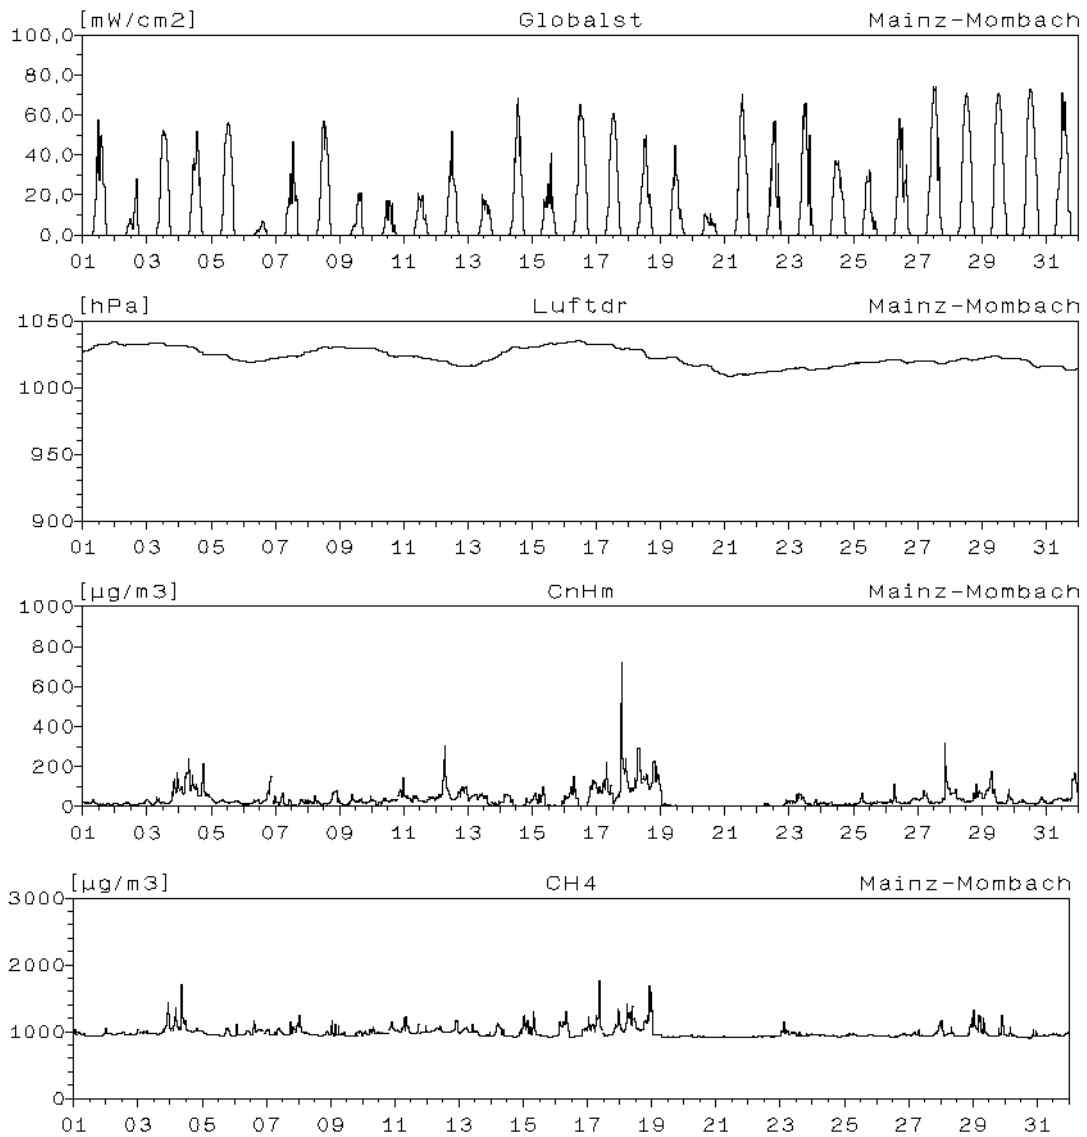 [mW/cm2] Globalst Mainz-Mombach
100,0
80,0
60,0
40,0
20,0
0,0
01 03 05 07 09 11 13 15 17 19 21 23 25 27 29 31
[hPa] Luftdr Mainz-Mombach
1050
1000
950
900
01 03 05 07 09 11 13 15 17 19 21 23 25 27 29 31
[µg/m3] CnHm Mainz-Mombach
1000
800
600
400
200
0
01 03 05 07 09 11 13 15 17 19 21 23 25 27 29 31
[µg/m3] CH4 Mainz-Mombach
3000
2000
1000
0
01 03 05 07 09 11 13 15 17 19 21 23 25 27 29 31